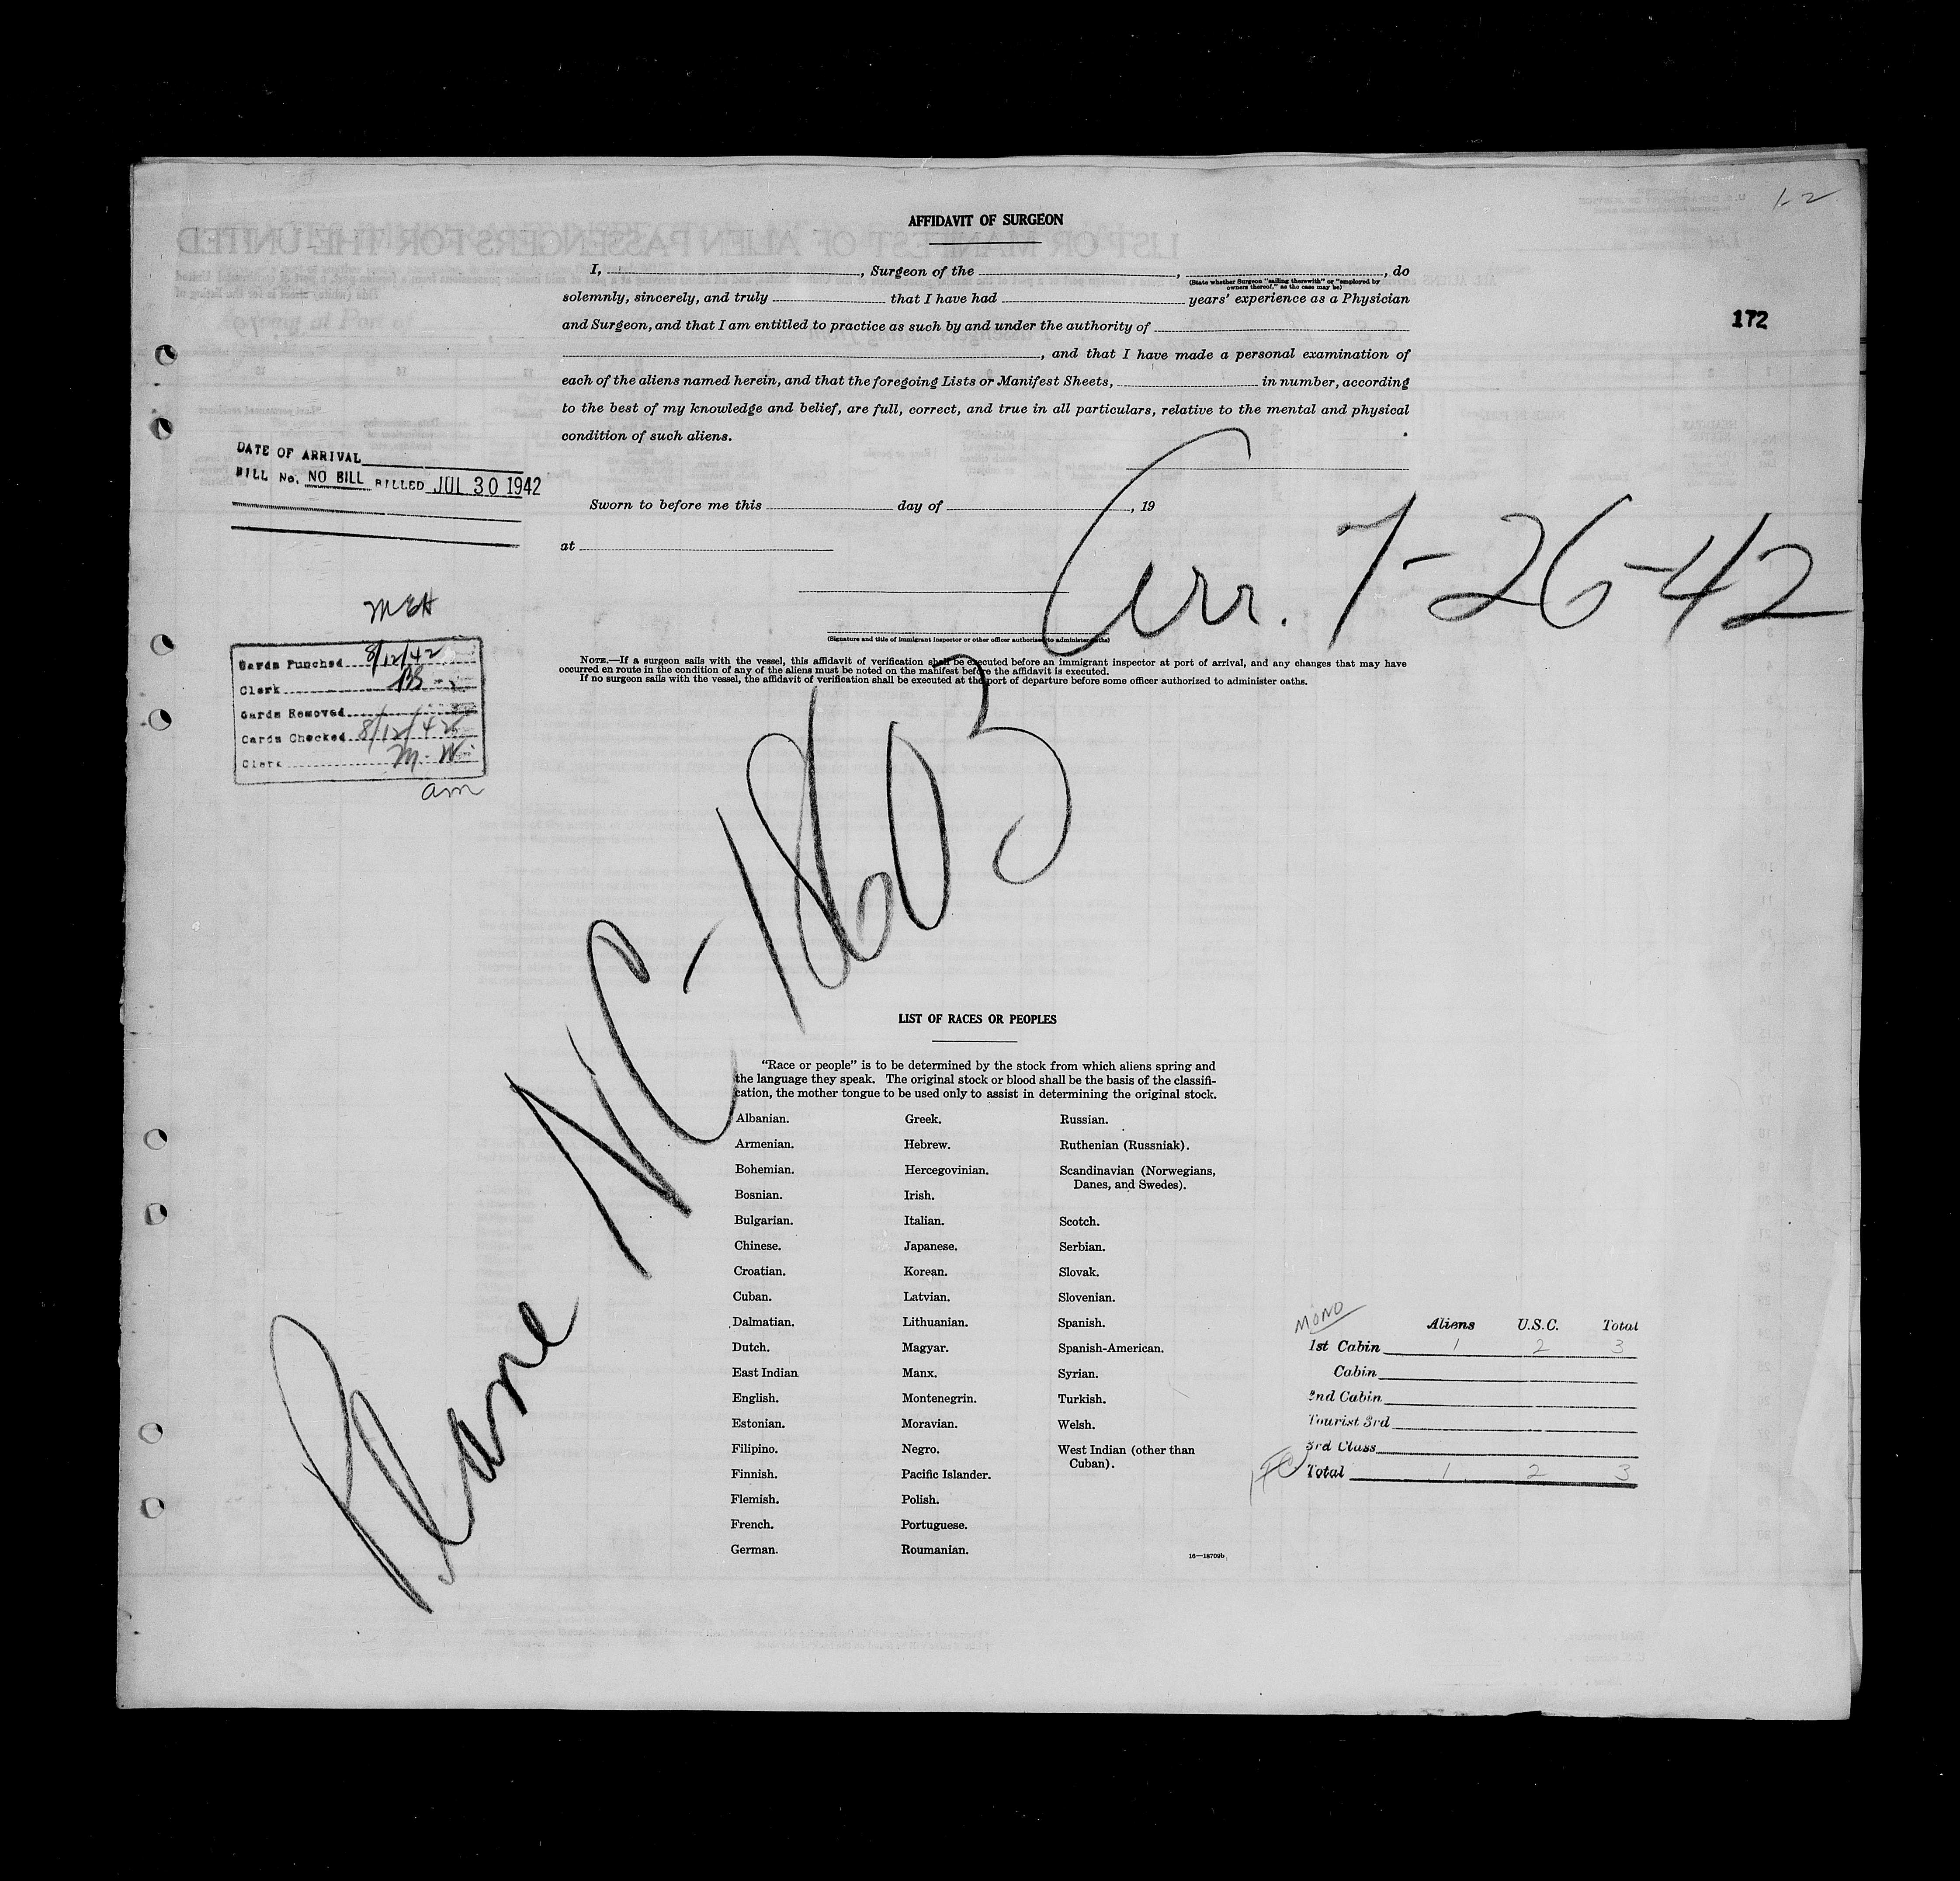 1-2
AFFIDAVIT OF SURGEON
I, , Surgeon of the , , do
(State whether Surgeon "sailing therewith" or "employed by
owners thereof," as the case may be)
solemnly, sincerely, and truly that I have had years' experience as a Physician
and Surgeon, and that I am entitled to practice as such by and under the authority of
172
, and that I have made a personal examination of
each of the aliens named herein, and that the foregoing Lists or Manifest Sheets, in number, according
to the best of my knowledge and belief, are full, correct, and true in all particulars, relative to the mental and physical
condition of such aliens.
DATE OF ARRIVAL
BILL No. NO BILL BILLED JUL 30 1942
Sworn to before me this day of , 19
at
Arr. 7-26-42
(Signature and title of immigrant inspector or other officer authorized to administer oaths)
NOTE.—If a surgeon sails with the vessel, this affidavit of verification shall be executed before an immigrant inspector at port of arrival, and any changes that may have
occurred en route in the condition of any of the aliens must be noted on the manifest before the affidavit is executed.
If no surgeon sails with the vessel, the affidavit of verification shall be executed at the port of departure before some officer authorized to administer oaths.
MEH
Cards Punched 8/12/42
Clerk
Cards Removed
Cards Checked 8/12/42
Clerk M. W.
am
Plane NC-18603
LIST OF RACES OR PEOPLES
"Race or people" is to be determined by the stock from which aliens spring and
the language they speak. The original stock or blood shall be the basis of the classifi-
cation, the mother tongue to be used only to assist in determining the original stock.
Albanian.
Armenian.
Bohemian.
Bosnian.
Bulgarian.
Chinese.
Croatian.
Cuban.
Dalmatian.
Dutch.
East Indian
English.
Estonian.
Filipino.
Finnish.
Flemish.
French.
German.
Greek.
Hebrew.
Hercegovinian.
Irish.
Italian.
Japanese.
Korean.
Latvian.
Lithuanian.
Magyar.
Manx.
Montenegrin.
Moravian.
Negro.
Pacific Islander.
Polish.
Portuguese.
Roumanian.
Russian.
Ruthenian (Russniak).
Scandinavian (Norwegians,
Danes, and Swedes).
Scotch.
Serbian.
Slovak.
Slovenian.
Spanish.
Spanish-American.
Syrian.
Turkish.
Welsh.
West Indian (other than
Cuban).
16—18709b
MONO
Aliens U.S.C. Total
1st Cabin 1 2 3
Cabin
2nd Cabin
Tourist 3rd
3rd Class
Total 1 2 3